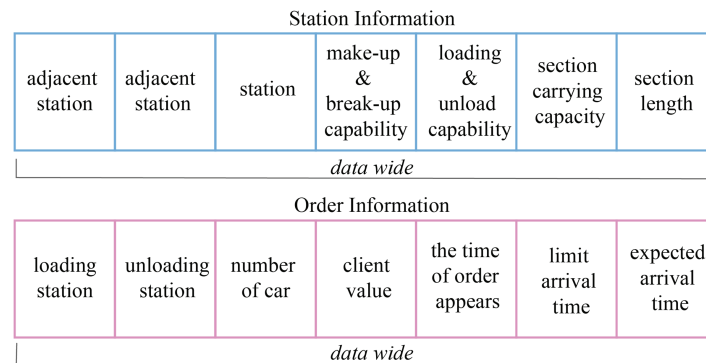 Station Information
adjacent
station
adjacent
station
station
make-up
&
break-up
capability
loading
&
unload
capability
section
carrying
capacity
section
length
data wide
Order Information
loading
station
unloading
station
number
of car
client
value
the time
of order
appears
limit
arrival
time
expected
arrival
time
data wide